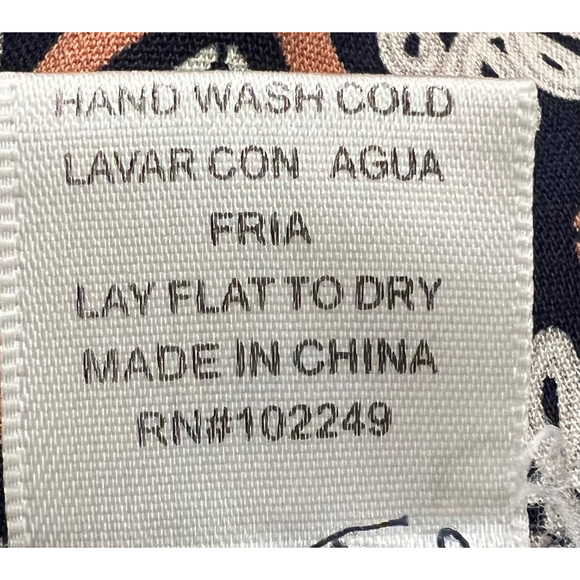 HAND WASH COLD
LAVAR CON AGUA
FRIA
LAY FLAT TO DRY
MADE IN CHINA
RN#102249